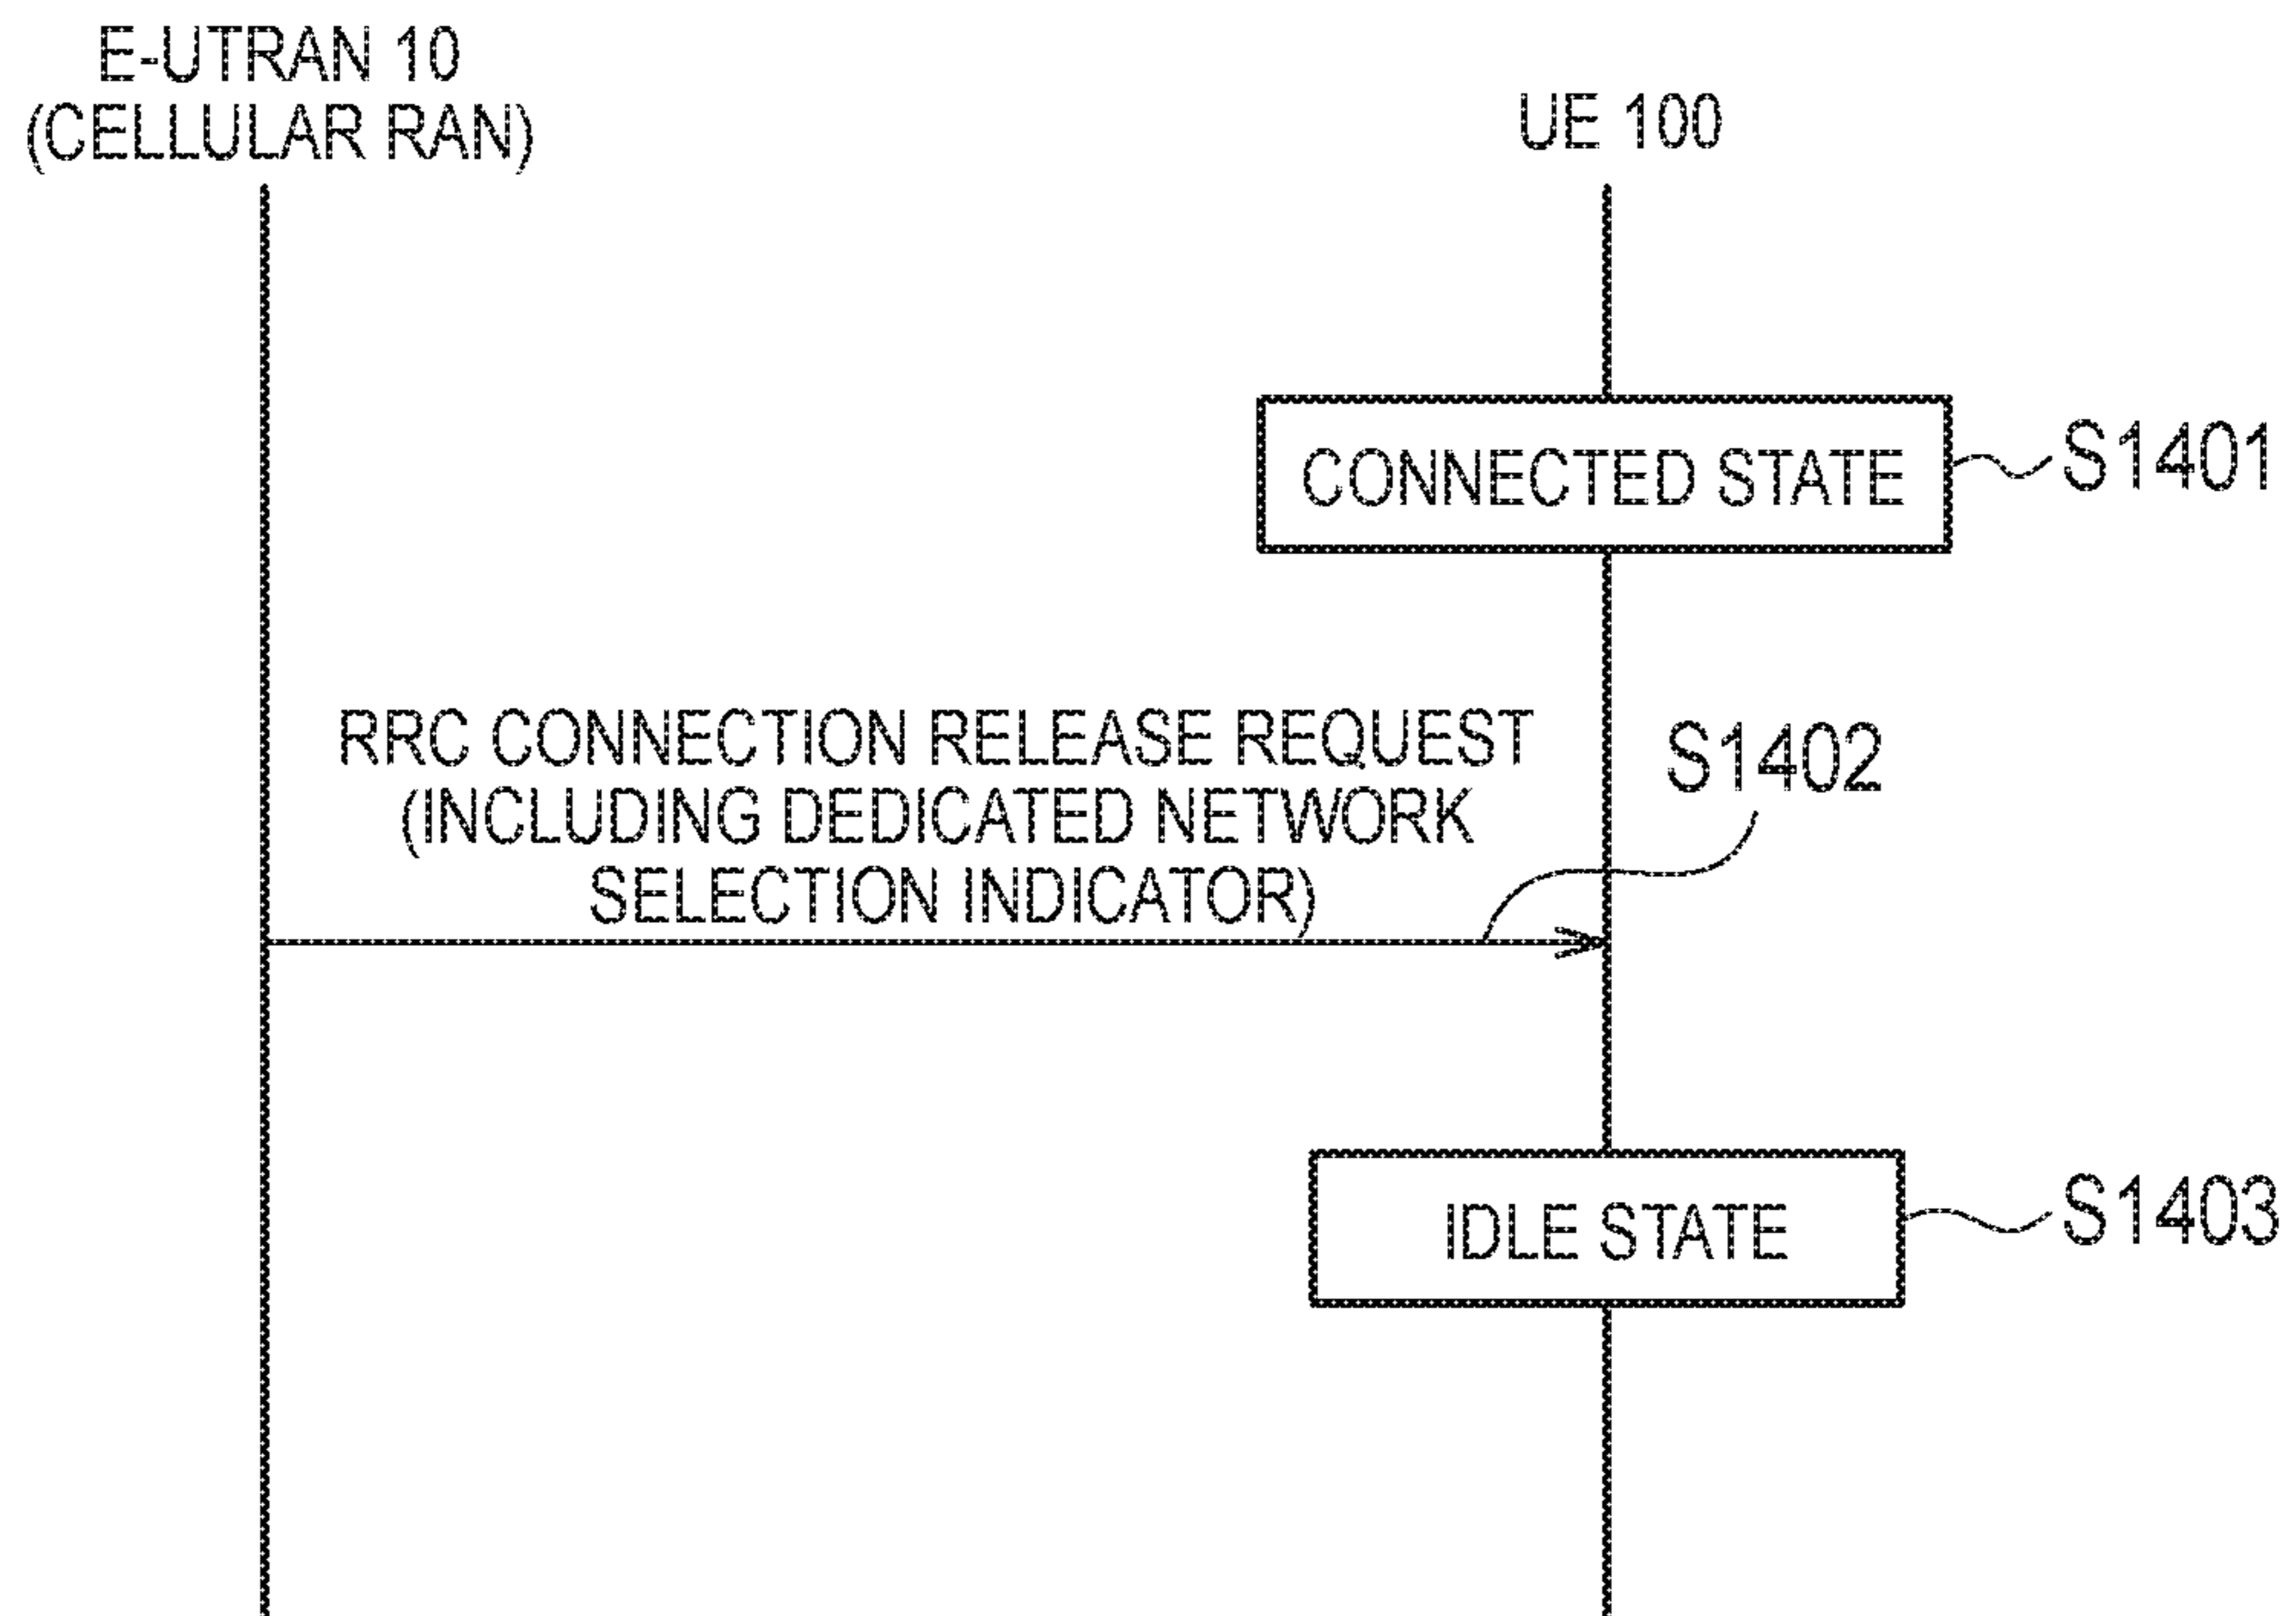 E-UTRAN 10
(CELLULAR RAN)
UE 100
CONNECTED STATE
S1401
RRC CONNECTION RELEASE REQUEST
(INCLUDING DEDICATED NETWORK
SELECTION INDICATOR)
S1402
IDLE STATE
S1403